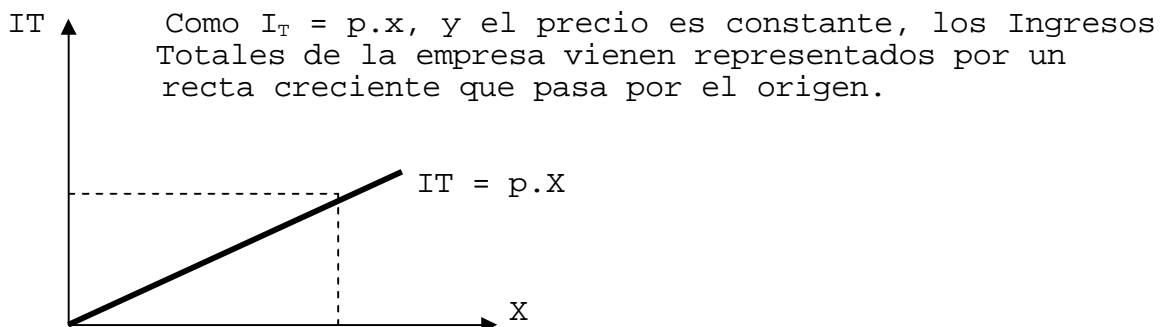 IT Como I_T = p.x, y el precio es constante, los Ingresos
Totales de la empresa vienen representados por un
recta creciente que pasa por el origen.
IT = p.X
X